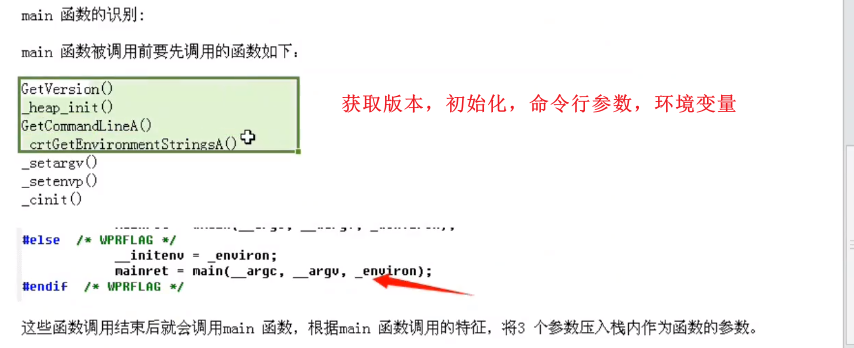 main 函数的识别:
main 函数被调用前要先调用的函数如下:
GetVersion()
_heap_init()
GetCommandLineA()
_crtGetEnvironmentStringsA()
获取版本，初始化，命令行参数，环境变量
_setargv()
_setenvp()
_cinit()
#else /* WPRFLAG */
__initenv = _environ;
mainret = main(__argc, __argv, _environ);
#endif /* WPRFLAG */
这些函数调用结束后就会调用main 函数，根据main 函数调用的特征，将3 个参数压入栈内作为函数的参数。